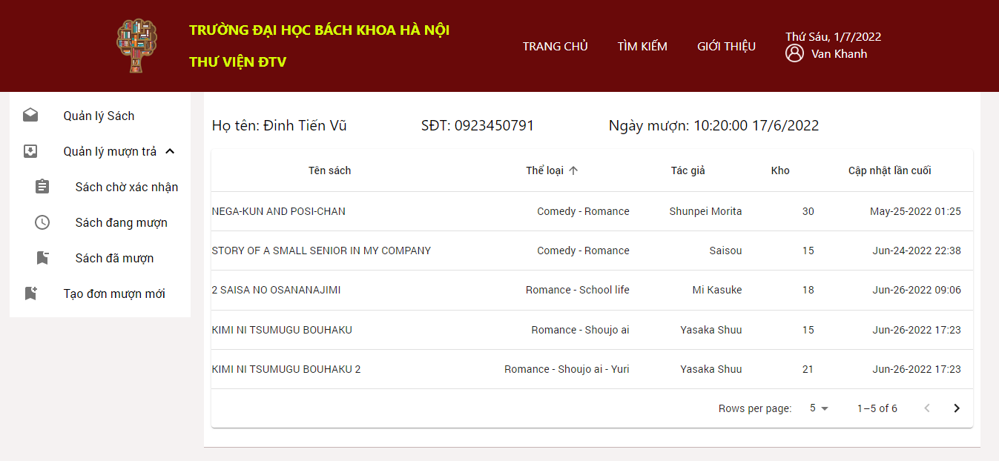 TRƯỜNG ĐẠI HỌC BÁCH KHOA HÀ NỘI
THƯ VIỆN ĐTV
TRANG CHỦ TÌM KIẾM GIỚI THIỆU
Thứ Sáu, 1/7/2022
Van Khanh
Quản lý Sách
Quản lý mượn trả
Sách chờ xác nhận
Sách đang mượn
Sách đã mượn
Tạo đơn mượn mới
Họ tên: Đinh Tiến Vũ SĐT: 0923450791 Ngày mượn: 10:20:00 17/6/2022
Tên sách Thể loại Tác giả Kho Cập nhật lần cuối
NEGA-KUN AND POSI-CHAN Comedy - Romance Shunpei Morita 30 May-25-2022 01:25
STORY OF A SMALL SENIOR IN MY COMPANY Comedy - Romance Saisou 15 Jun-24-2022 22:38
2 SAISA NO OSANANAJIMI Romance - School life Mi Kasuke 18 Jun-26-2022 09:06
KIMI NI TSUMUGU BOUHAKU Romance - Shoujo ai Yasaka Shuu 15 Jun-26-2022 17:23
KIMI NI TSUMUGU BOUHAKU 2 Romance - Shoujo ai - Yuri Yasaka Shuu 21 Jun-26-2022 17:23
Rows per page: 5 1–5 of 6